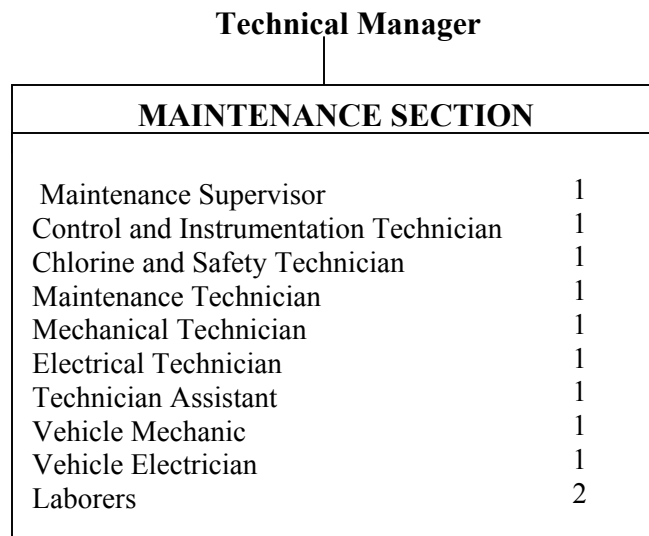 Technical Manager
MAINTENANCE SECTION
Maintenance Supervisor 1
Control and Instrumentation Technician 1
Chlorine and Safety Technician 1
Maintenance Technician 1
Mechanical Technician 1
Electrical Technician 1
Technician Assistant 1
Vehicle Mechanic 1
Vehicle Electrician 1
Laborers 2